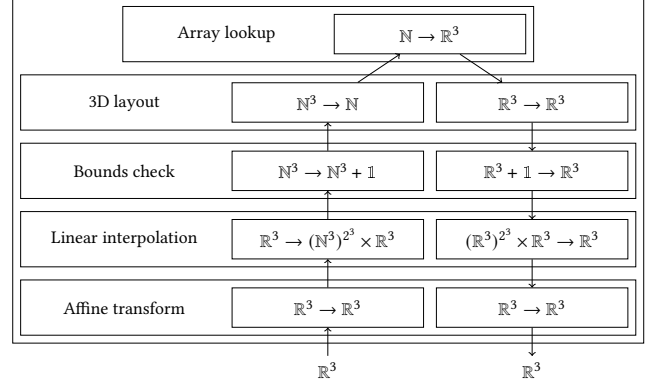 Array lookup ℕ → ℝ³
3D layout ℕ³ → ℕ ℝ³ → ℝ³
Bounds check ℕ³ → ℕ³ + 𝟙 ℝ³ + 𝟙 → ℝ³
Linear interpolation ℝ³ → (ℕ³)^{2³} × ℝ³ (ℝ³)^{2³} × ℝ³ → ℝ³
Affine transform ℝ³ → ℝ³ ℝ³ → ℝ³
ℝ³ ℝ³